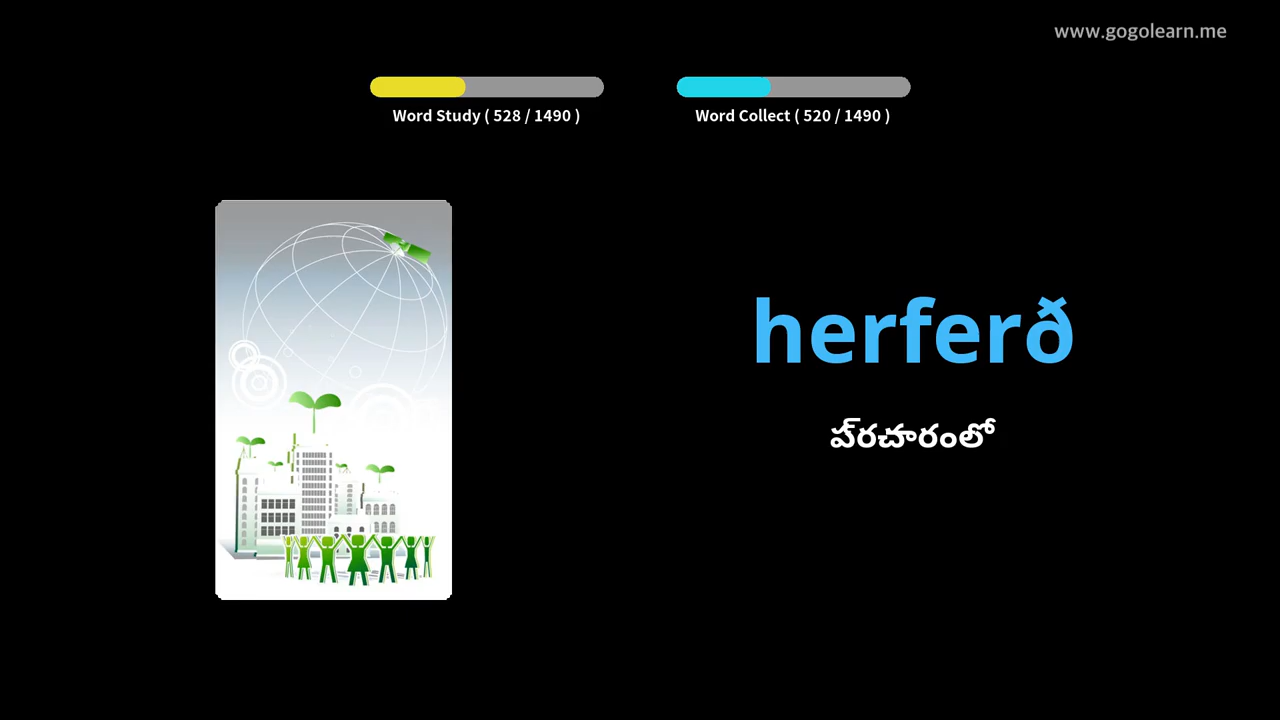 www.gogolearn.me
Word Study ( 528 / 1490 )
Word Collect ( 520 / 1490 )
herferð
ప్రచారంలో